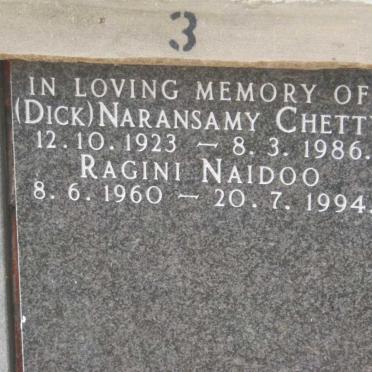 3
IN LOVING MEMORY OF
(DICK) NARANSAMY CHETTY
12.10.1923 – 8.3.1986.
RAGINI NAIDOO
8.6.1960 – 20.7.1994.